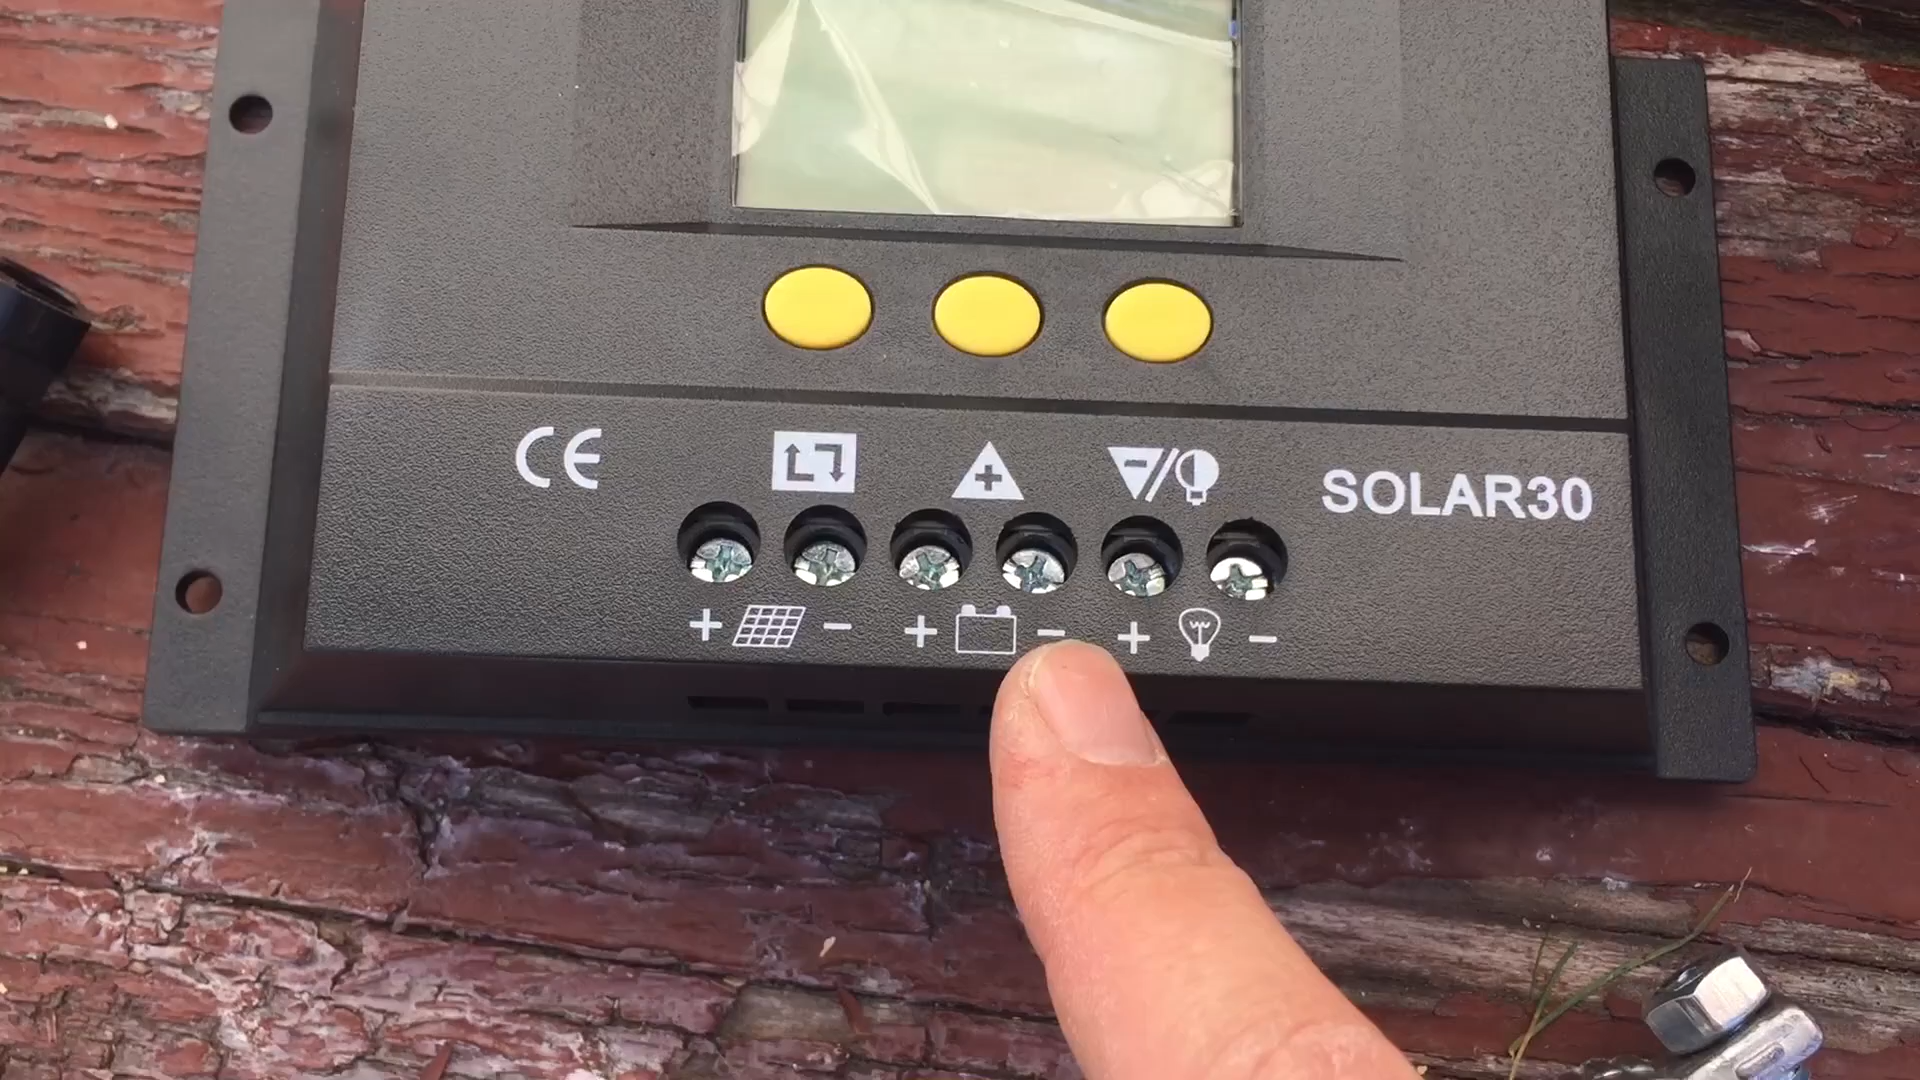 CE
SOLAR30
+ - + - + -